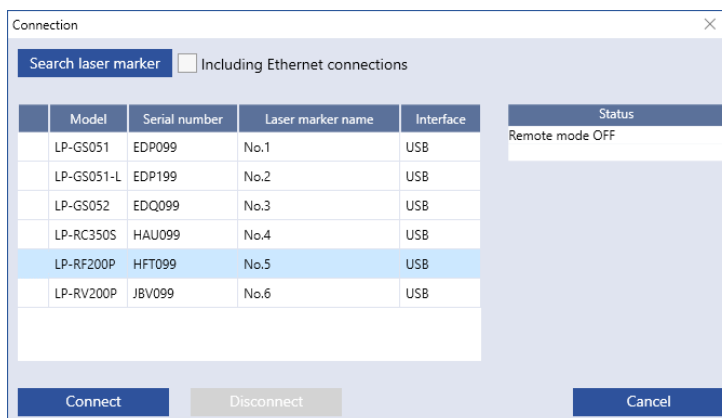 Connection
Search laser marker Including Ethernet connections
Model Serial number Laser marker name Interface Status
Remote mode OFF
LP-GS051 EDP099 No.1 USB
LP-GS051-L EDP199 No.2 USB
LP-GS052 EDQ099 No.3 USB
LP-RC350S HAU099 No.4 USB
LP-RF200P HFT099 No.5 USB
LP-RV200P JBV099 No.6 USB
Connect Disconnect Cancel